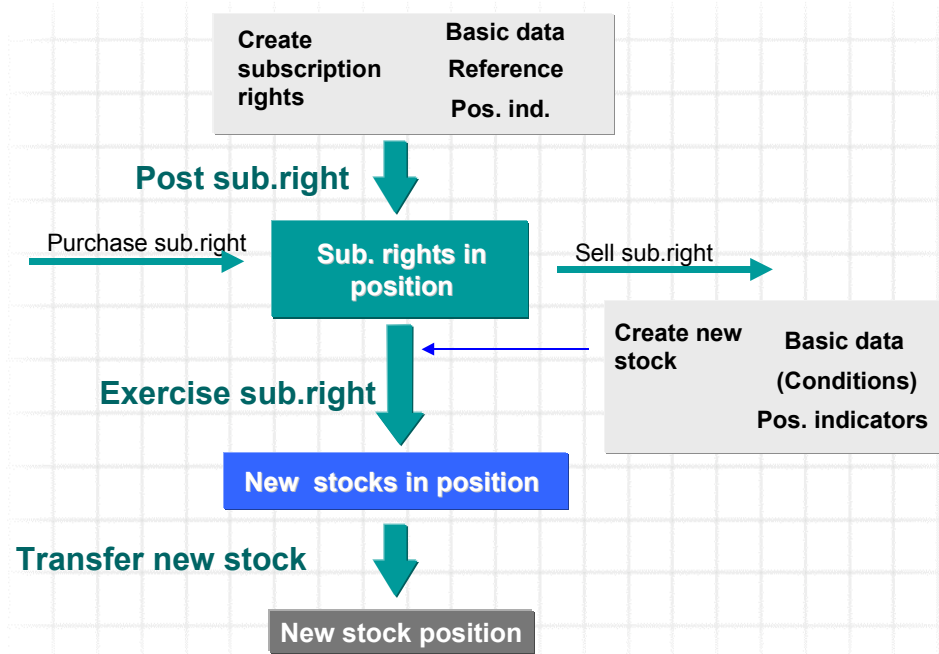 Create
subscription
rights
Basic data
Reference
Pos. ind.
Post sub.right
Purchase sub.right
Sub. rights in
position
Sell sub.right
Create new
stock
Basic data
(Conditions)
Pos. indicators
Exercise sub.right
New stocks in position
Transfer new stock
New stock position